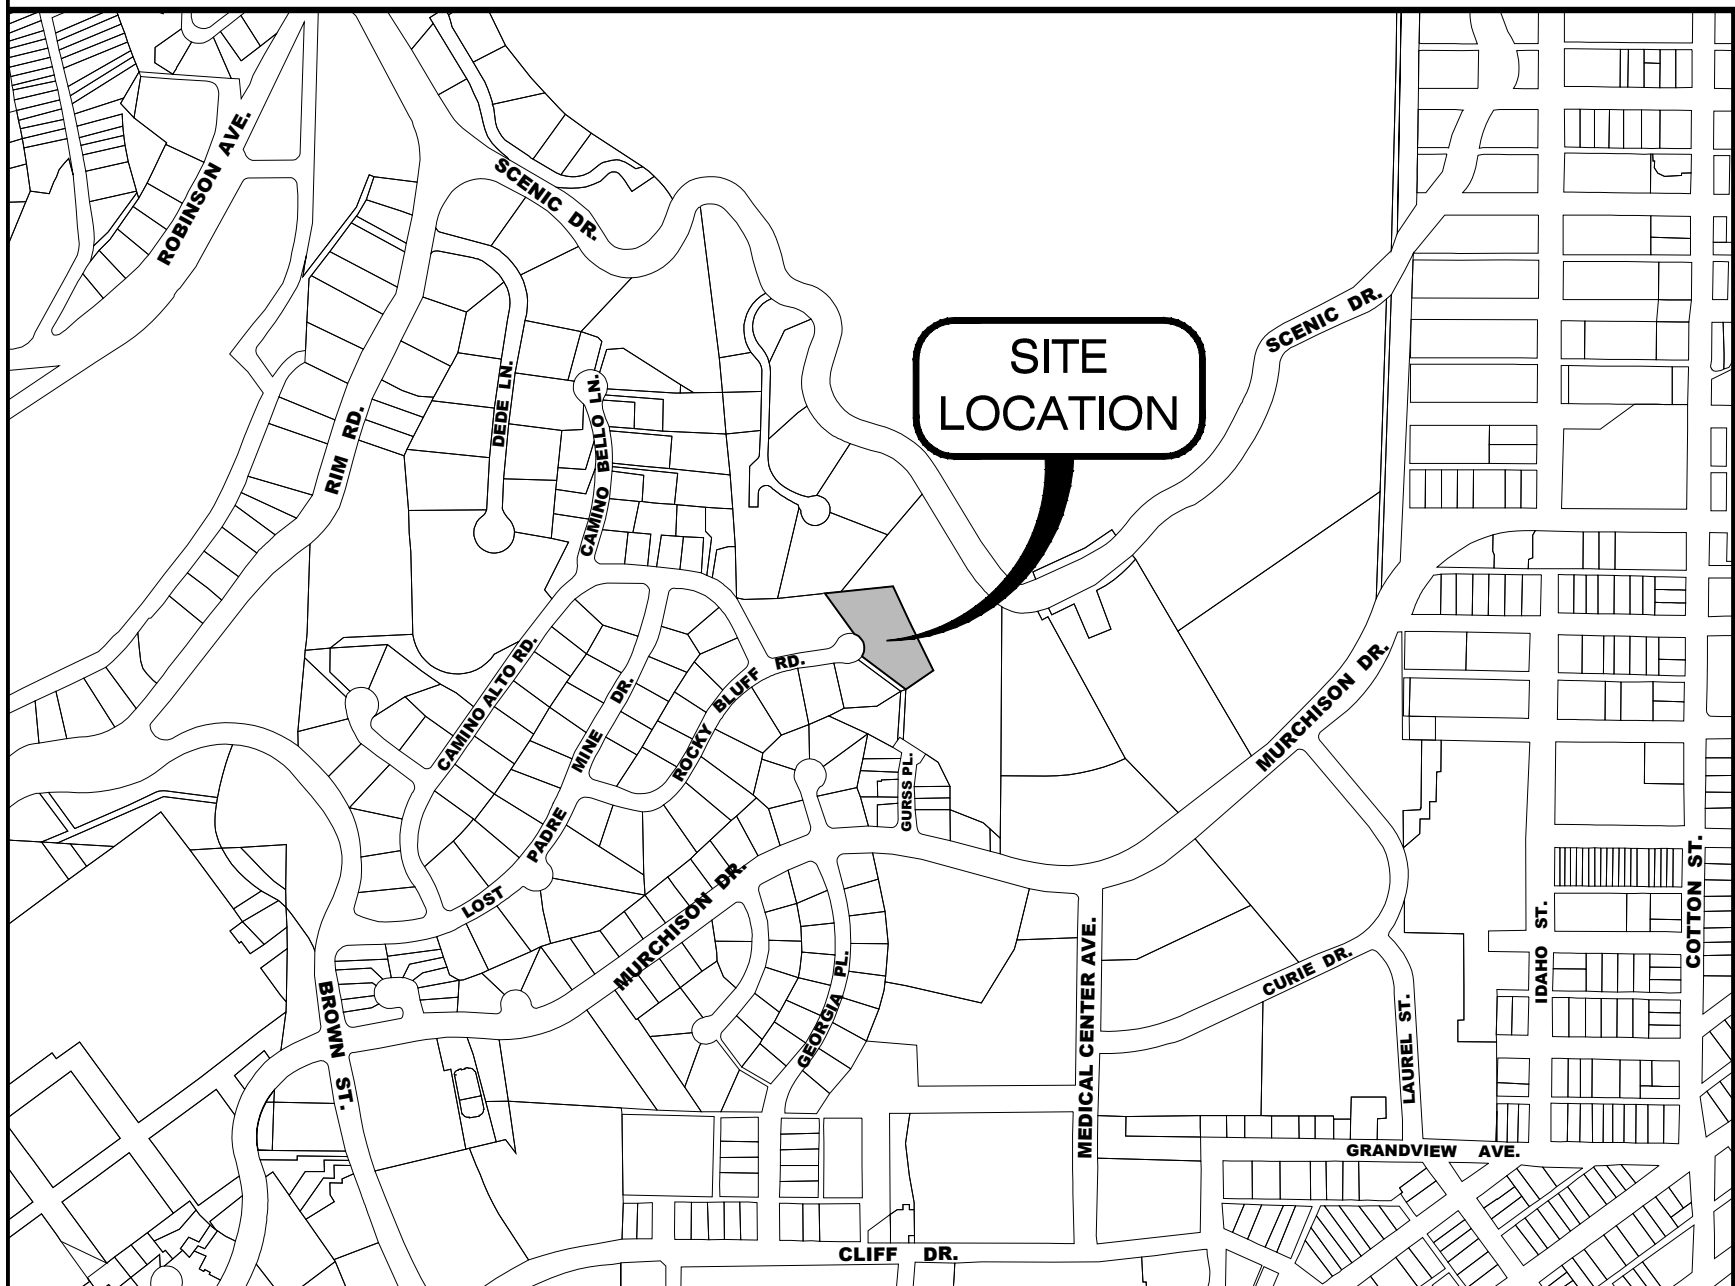 ROBINSON AVE.
SCENIC DR.
SCENIC DR.
SITE
LOCATION
DEDE LN.
RIM RD.
CAMINO BELLO LN.
CAMINO ALTO RD.
LOST PADRE MINE DR.
ROCKY BLUFF RD.
MURCHISON DR.
GURSS PL.
MURCHISON DR.
GEORGIA PL.
BROWN ST.
MEDICAL CENTER AVE.
CURIE DR.
LAUREL ST.
IDAHO ST.
COTTON ST.
GRANDVIEW AVE.
CLIFF DR.